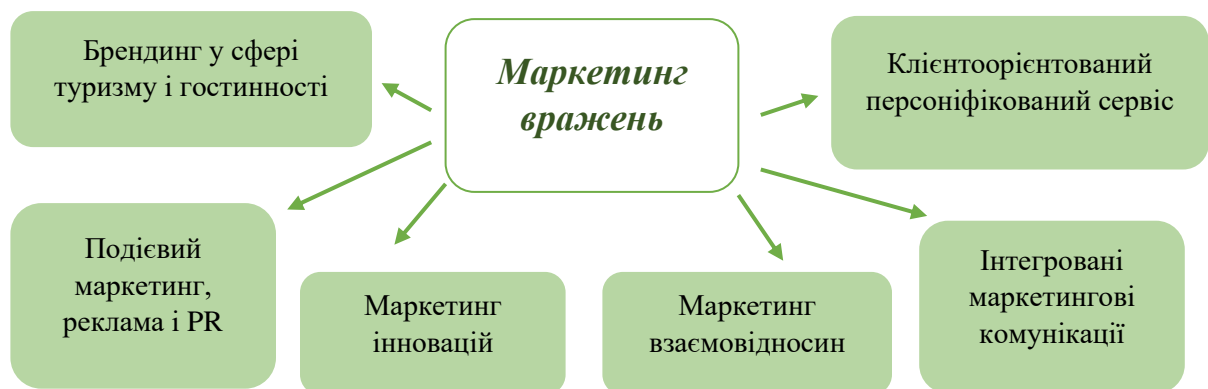 Брендинг у сфері
туризму і гостинності
Маркетинг
вражень
Клієнтоорієнтований
персоніфікований сервіс
Подієвий
маркетинг,
реклама і PR
Маркетинг
інновацій
Маркетинг
взаємовідносин
Інтегровані
маркетингові
комунікації